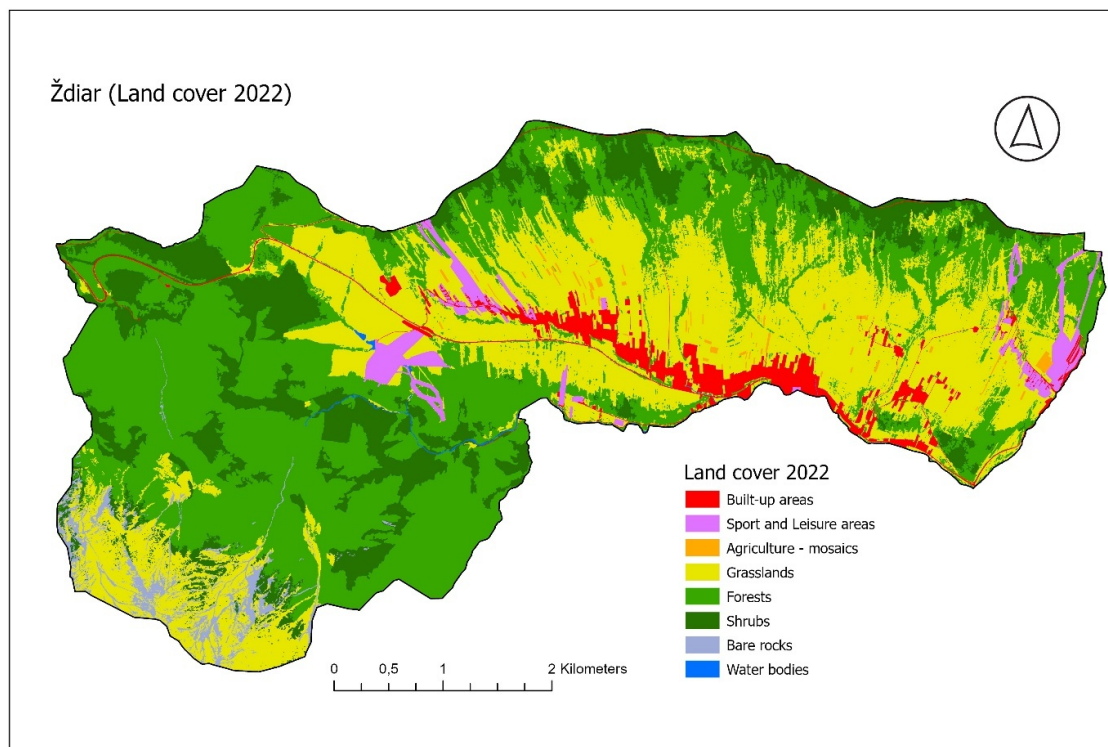 Ždiar (Land cover 2022)
Land cover 2022
Built-up areas
Sport and Leisure areas
Agriculture - mosaics
Grasslands
Forests
Shrubs
Bare rocks
Water bodies
0 0,5 1 2 Kilometers